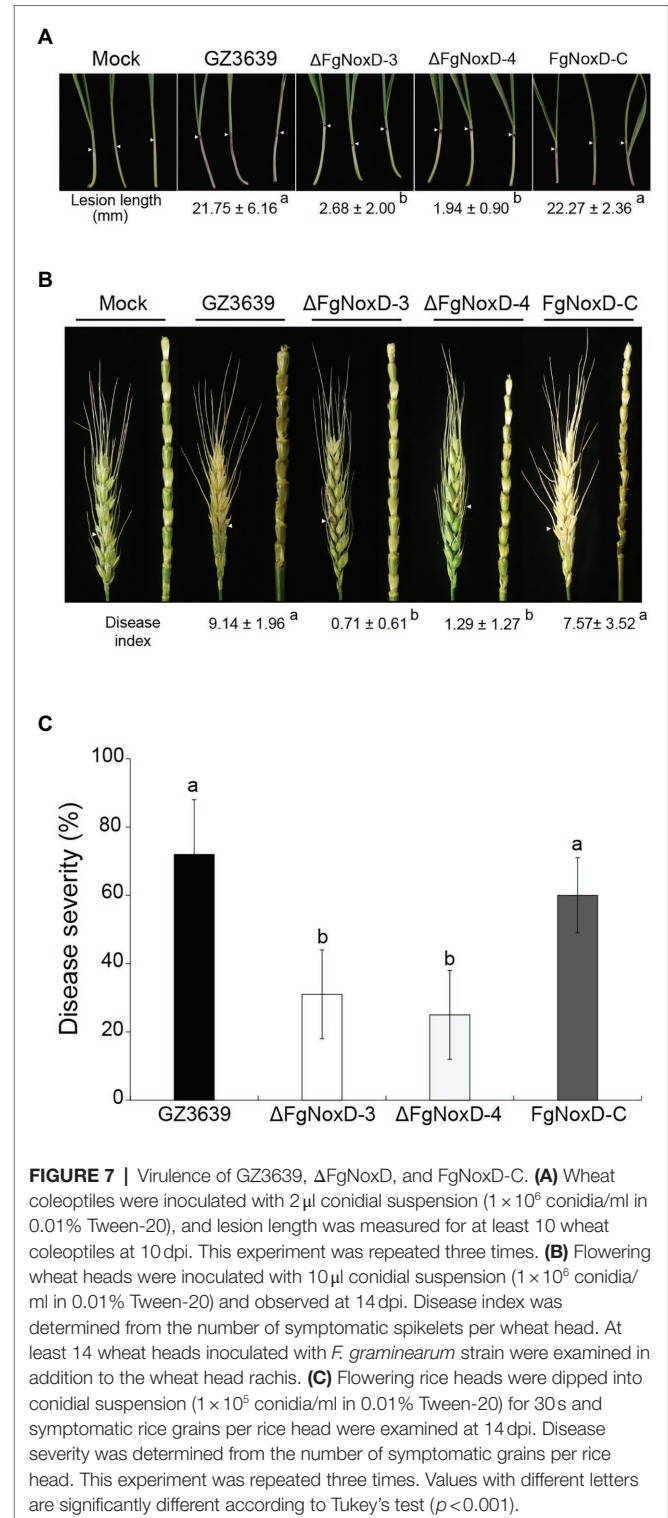 A
Mock GZ3639 ΔFgNoxD-3 ΔFgNoxD-4 FgNoxD-C
Lesion length
(mm)
21.75 ± 6.16 a 2.68 ± 2.00 b 1.94 ± 0.90 b 22.27 ± 2.36 a
B
Mock GZ3639 ΔFgNoxD-3 ΔFgNoxD-4 FgNoxD-C
Disease
index
9.14 ± 1.96 a 0.71 ± 0.61 b 1.29 ± 1.27 b 7.57± 3.52 a
C
Disease severity (%)
100
80
60
40
20
0
a
b
b
a
GZ3639 ΔFgNoxD-3 ΔFgNoxD-4 FgNoxD-C
FIGURE 7 | Virulence of GZ3639, ΔFgNoxD, and FgNoxD-C. (A) Wheat
coleoptiles were inoculated with 2 μl conidial suspension (1 × 10⁶ conidia/ml in
0.01% Tween-20), and lesion length was measured for at least 10 wheat
coleoptiles at 10 dpi. This experiment was repeated three times. (B) Flowering
wheat heads were inoculated with 10 μl conidial suspension (1 × 10⁶ conidia/
ml in 0.01% Tween-20) and observed at 14 dpi. Disease index was
determined from the number of symptomatic spikelets per wheat head. At
least 14 wheat heads inoculated with F. graminearum strain were examined in
addition to the wheat head rachis. (C) Flowering rice heads were dipped into
conidial suspension (1 × 10⁵ conidia/ml in 0.01% Tween-20) for 30 s and
symptomatic rice grains per rice head were examined at 14 dpi. Disease
severity was determined from the number of symptomatic grains per rice
head. This experiment was repeated three times. Values with different letters
are significantly different according to Tukey's test (p < 0.001).